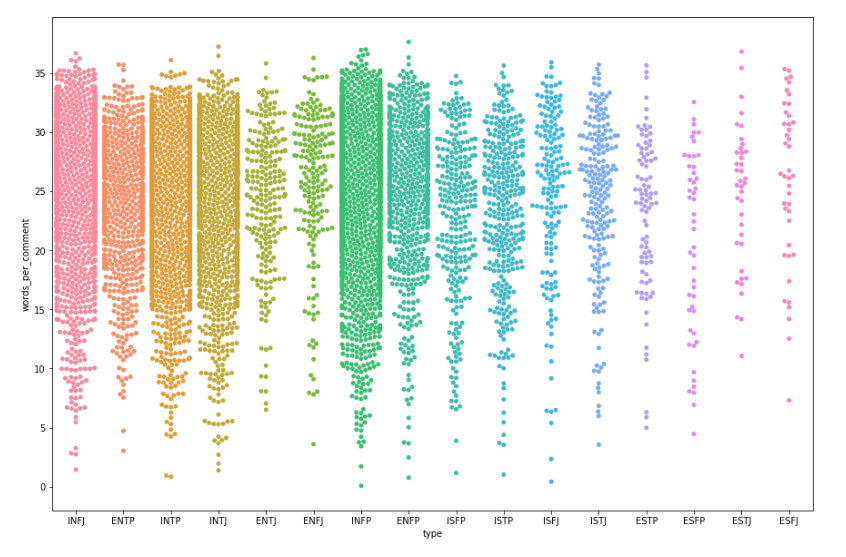 words_per_comment
35
30
25
20
15
10
5
0
INFJ ENTP INTP INTJ ENTJ ENFJ INFP ENFP ISFP ISTP ISFJ ISTJ ESTP ESFP ESTJ ESFJ
type